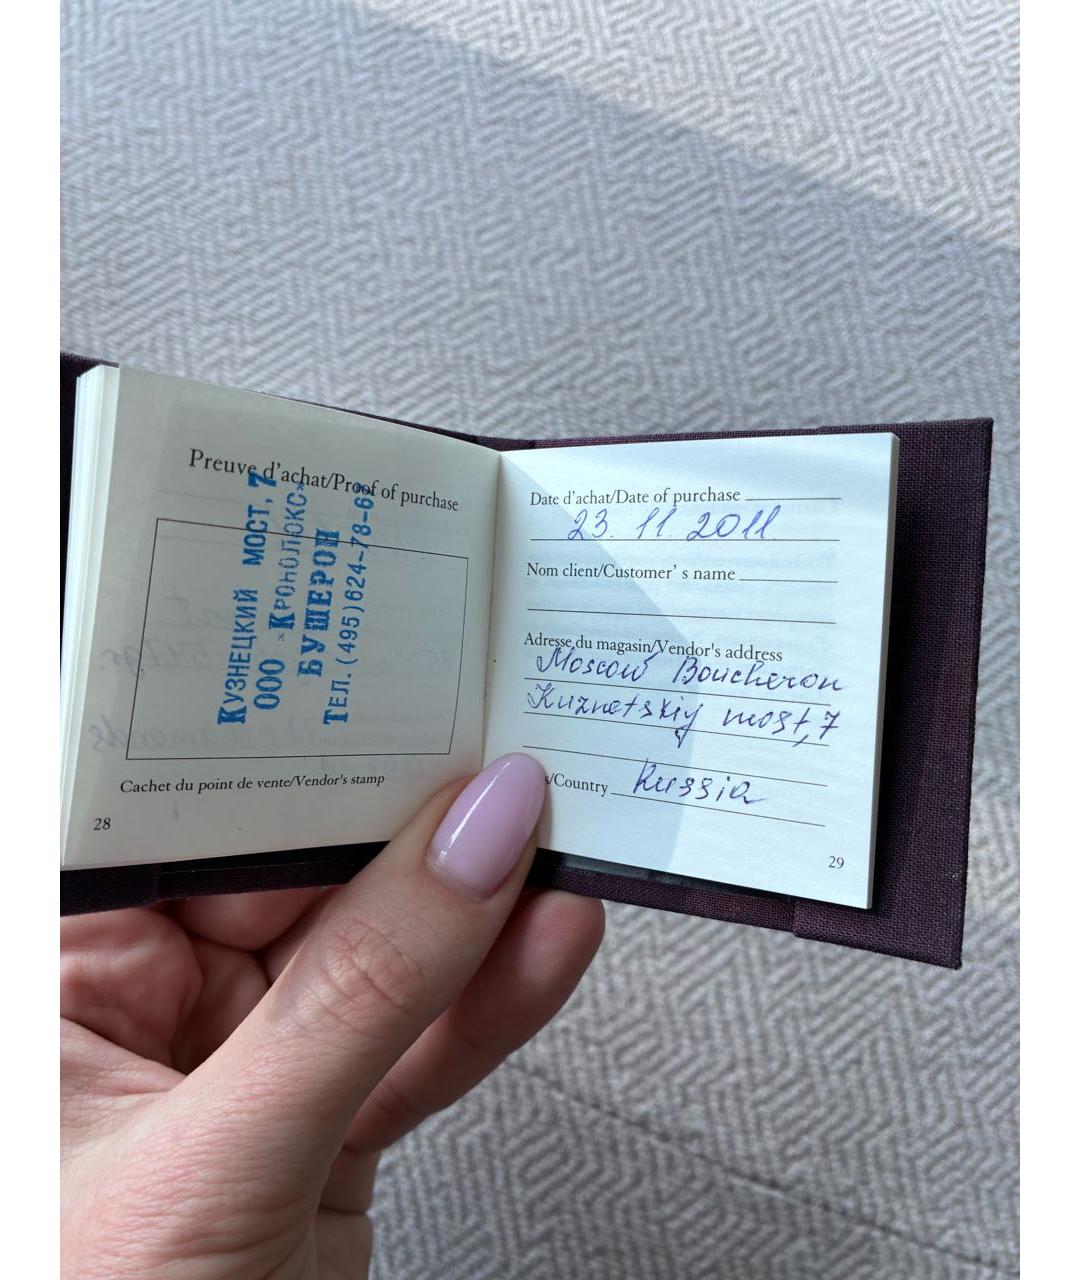 Preuve d'achat/Proof of purchase
КУЗНЕЦКИЙ МОСТ, 7
ООО «КРОНОЛЮКС»
БУШЕРОН
ТЕЛ. (495) 624-78-6
Cachet du point de vente/Vendor's stamp
28
Date d'achat/Date of purchase
23. 11. 2011
Nom client/Customer' s name
Adresse du magasin/Vendor's address
Moscow Boucheron
Kuznetskiy most, 7
s/Country Russia
29